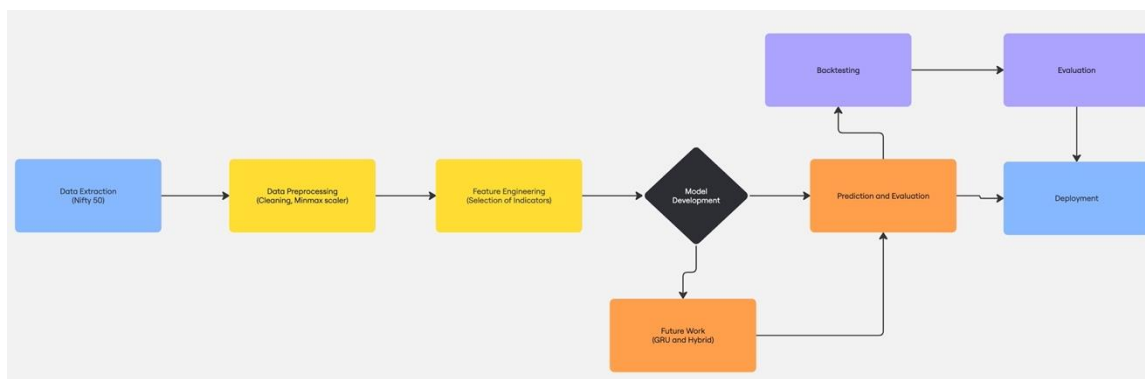 Backtesting
Evaluation
Data Extraction
(Nifty 50)
Data Preprocessing
(Cleaning, Minmax scaler)
Feature Engineering
(Selection of indicators)
Model
Development
Prediction and Evaluation
Deployment
Future Work
(GRU and Hybrid)